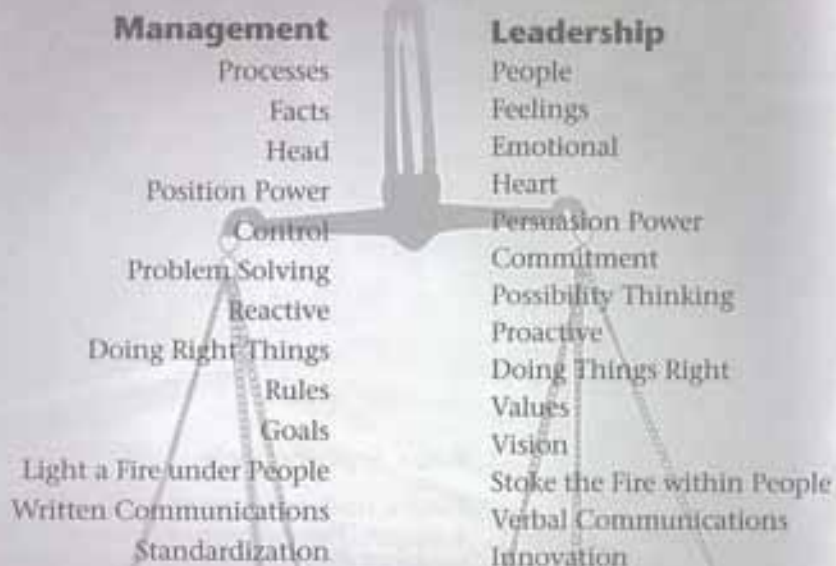 Management
Processes
Facts
Head
Position Power
Control
Problem Solving
Reactive
Doing Right Things
Rules
Goals
Light a Fire under People
Written Communications
Standardization
Leadership
People
Feelings
Emotional
Heart
Persuasion Power
Commitment
Possibility Thinking
Proactive
Doing Things Right
Values
Vision
Stoke the Fire within People
Verbal Communications
Innovation